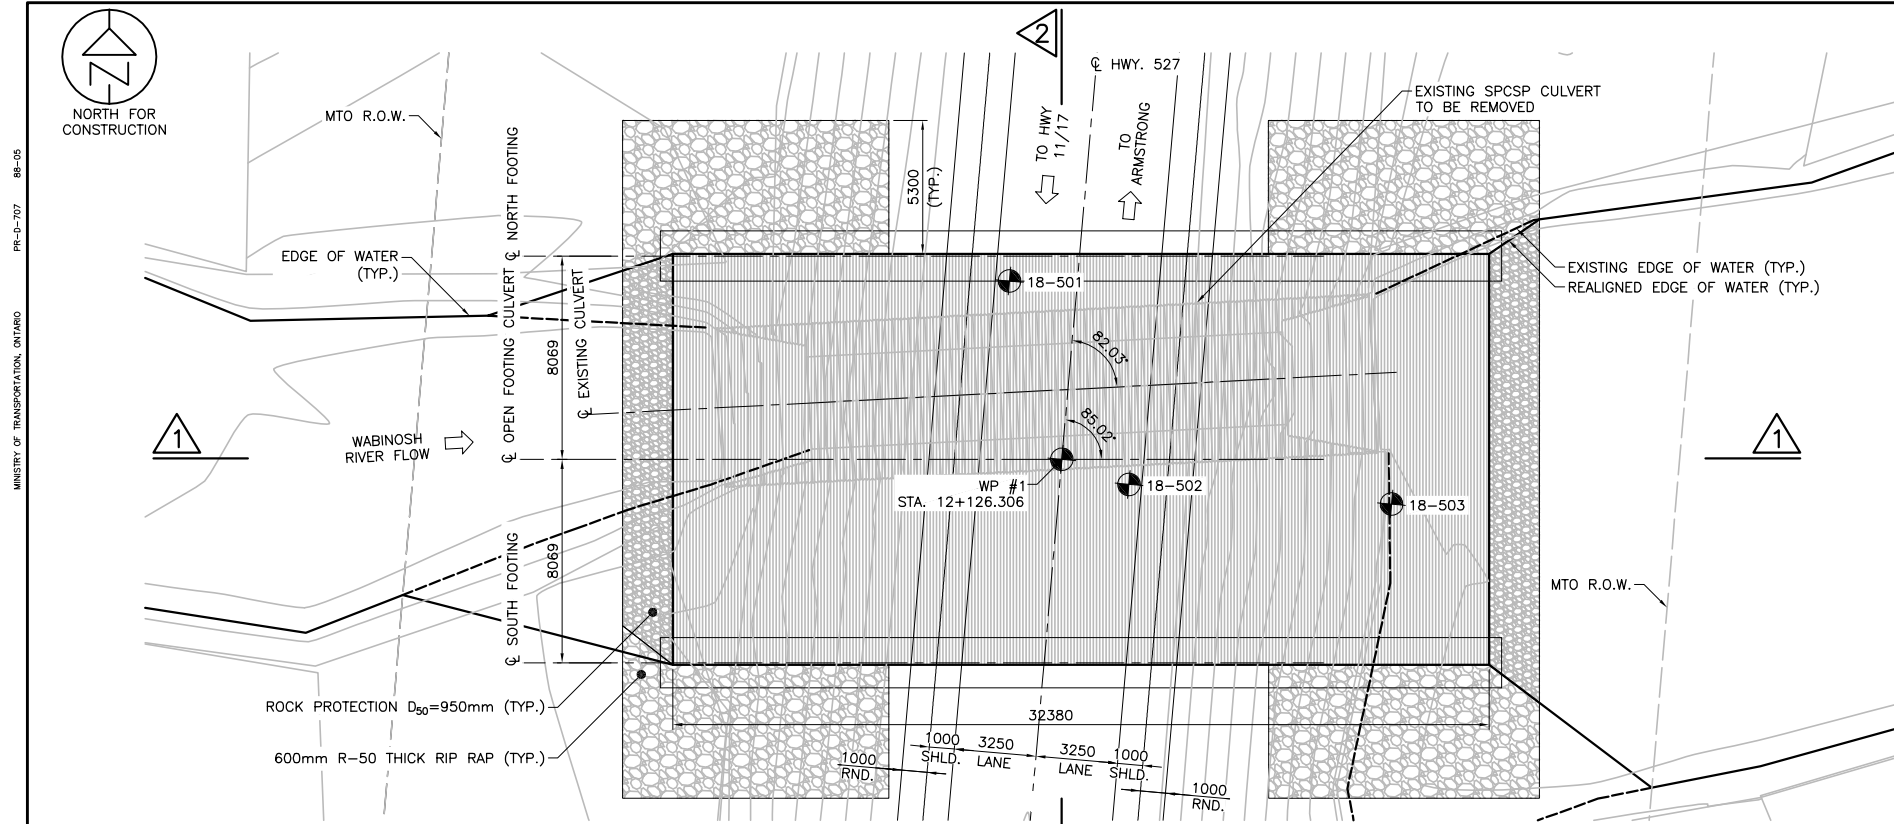 N
NORTH FOR
CONSTRUCTION
MINISTRY OF TRANSPORTATION, ONTARIO
PR-D-707
88-05
MTO R.O.W.
2
℄ HWY. 527
TO HWY
11/17
TO
ARMSTRONG
EXISTING SPCSP CULVERT
TO BE REMOVED
5300
(TYP.)
℄ NORTH FOOTING
EDGE OF WATER
(TYP.)
℄ OPEN FOOTING CULVERT
8069
℄ EXISTING CULVERT
18-501
EXISTING EDGE OF WATER (TYP.)
REALIGNED EDGE OF WATER (TYP.)
82.03°
85.02°
1
WABINOSH
RIVER FLOW
1
WP #1
STA. 12+126.306
18-502
18-503
℄ SOUTH FOOTING
8069
MTO R.O.W.
ROCK PROTECTION D50=950mm (TYP.)
600mm R-50 THICK RIP RAP (TYP.)
32380
1000
RND.
1000
SHLD.
3250
LANE
3250
LANE
1000
SHLD.
1000
RND.